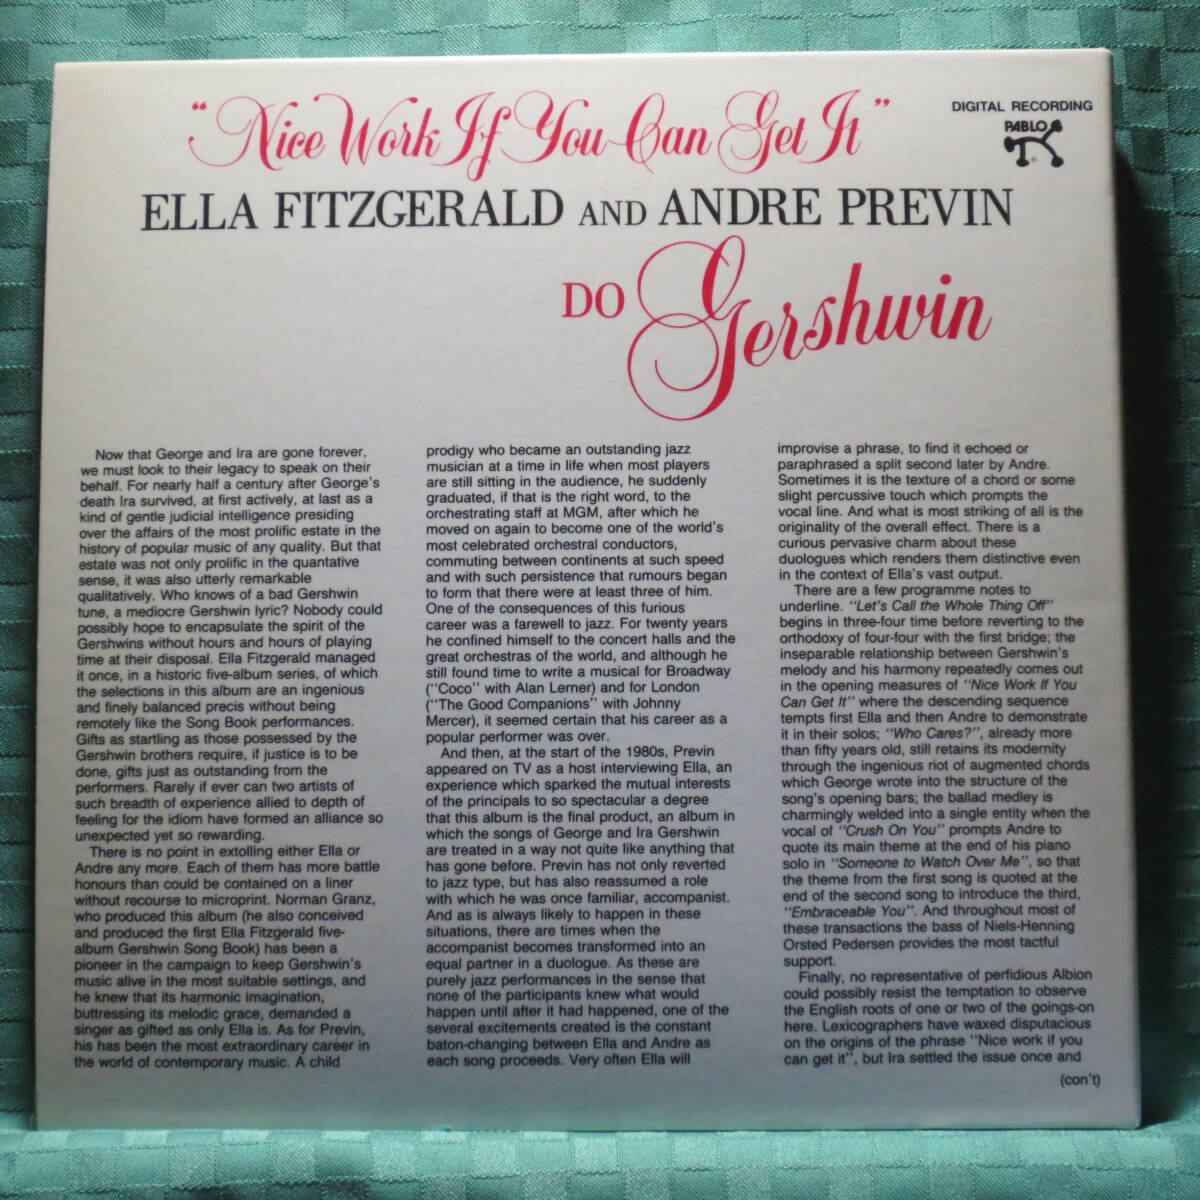 "Nice Work If You Can Get It"
DIGITAL RECORDING
PABLO
®
ELLA FITZGERALD AND ANDRE PREVIN
DO Gershwin
Now that George and Ira are gone forever,
we must look to their legacy to speak on their
behalf. For nearly half a century after George's
death Ira survived, at first actively, at last as a
kind of gentle judicial intelligence presiding
over the affairs of the most prolific estate in the
history of popular music of any quality. But that
estate was not only prolific in the quantative
sense, it was also utterly remarkable
qualitatively. Who knows of a bad Gershwin
tune, a mediocre Gershwin lyric? Nobody could
possibly hope to encapsulate the spirit of the
Gershwins without hours and hours of playing
time at their disposal. Ella Fitzgerald managed
it once, in a historic five-album series, of which
the selections in this album are an ingenious
and finely balanced precis without being
remotely like the Song Book performances.
Gifts as startling as those possessed by the
Gershwin brothers require, if justice is to be
done, gifts just as outstanding from the
performers. Rarely if ever can two artists of
such breadth of experience allied to depth of
feeling for the idiom have formed an alliance so
unexpected yet so rewarding.
There is no point in extolling either Ella or
Andre any more. Each of them has more battle
honours than could be contained on a liner
without recourse to microprint. Norman Granz,
who produced this album (he also conceived
and produced the first Ella Fitzgerald five-
album Gershwin Song Book) has been a
pioneer in the campaign to keep Gershwin's
music alive in the most suitable settings, and
he knew that its harmonic imagination,
buttressing its melodic grace, demanded a
singer as gifted as only Ella is. As for Previn,
his has been the most extraordinary career in
the world of contemporary music. A child
prodigy who became an outstanding jazz
musician at a time in life when most players
are still sitting in the audience, he suddenly
graduated, if that is the right word, to the
orchestrating staff at MGM, after which he
moved on again to become one of the world's
most celebrated orchestral conductors,
commuting between continents at such speed
and with such persistence that rumours began
to form that there were at least three of him.
One of the consequences of this furious
career was a farewell to jazz. For twenty years
he confined himself to the concert halls and the
great orchestras of the world, and although he
still found time to write a musical for Broadway
("Coco" with Alan Lerner) and for London
("The Good Companions" with Johnny
Mercer), it seemed certain that his career as a
popular performer was over.
And then, at the start of the 1980s, Previn
appeared on TV as a host interviewing Ella, an
experience which sparked the mutual interests
of the principals to so spectacular a degree
that this album is the final product, an album in
which the songs of George and Ira Gershwin
are treated in a way not quite like anything that
has gone before. Previn has not only reverted
to jazz type, but has also reassumed a role
with which he was once familiar, accompanist.
And as is always likely to happen in these
situations, there are times when the
accompanist becomes transformed into an
equal partner in a duologue. As these are
purely jazz performances in the sense that
none of the participants knew what would
happen until after it had happened, one of the
several excitements created is the constant
baton-changing between Ella and Andre as
each song proceeds. Very often Ella will
improvise a phrase, to find it echoed or
paraphrased a split second later by Andre.
Sometimes it is the texture of a chord or some
slight percussive touch which prompts the
vocal line. And what is most striking of all is the
originality of the overall effect. There is a
curious pervasive charm about these
duologues which renders them distinctive even
in the context of Ella's vast output.
There are a few programme notes to
underline. "Let's Call the Whole Thing Off"
begins in three-four time before reverting to the
orthodoxy of four-four with the first bridge; the
inseparable relationship between Gershwin's
melody and his harmony repeatedly comes out
in the opening measures of "Nice Work If You
Can Get It" where the descending sequence
tempts first Ella and then Andre to demonstrate
it in their solos; "Who Cares?", already more
than fifty years old, still retains its modernity
through the ingenious riot of augmented chords
which George wrote into the structure of the
song's opening bars; the ballad medley is
charmingly welded into a single entity when the
vocal of "Crush On You" prompts Andre to
quote its main theme at the end of his piano
solo in "Someone to Watch Over Me", so that
the theme from the first song is quoted at the
end of the second song to introduce the third,
"Embraceable You". And throughout most of
these transactions the bass of Niels-Henning
Orsted Pedersen provides the most tactful
support.
Finally, no representative of perfidious Albion
could possibly resist the temptation to observe
the English roots of one or two of the goings-on
here. Lexicographers have waxed disputacious
on the origins of the phrase "Nice work if you
can get it", but Ira settled the issue once and
(con't)